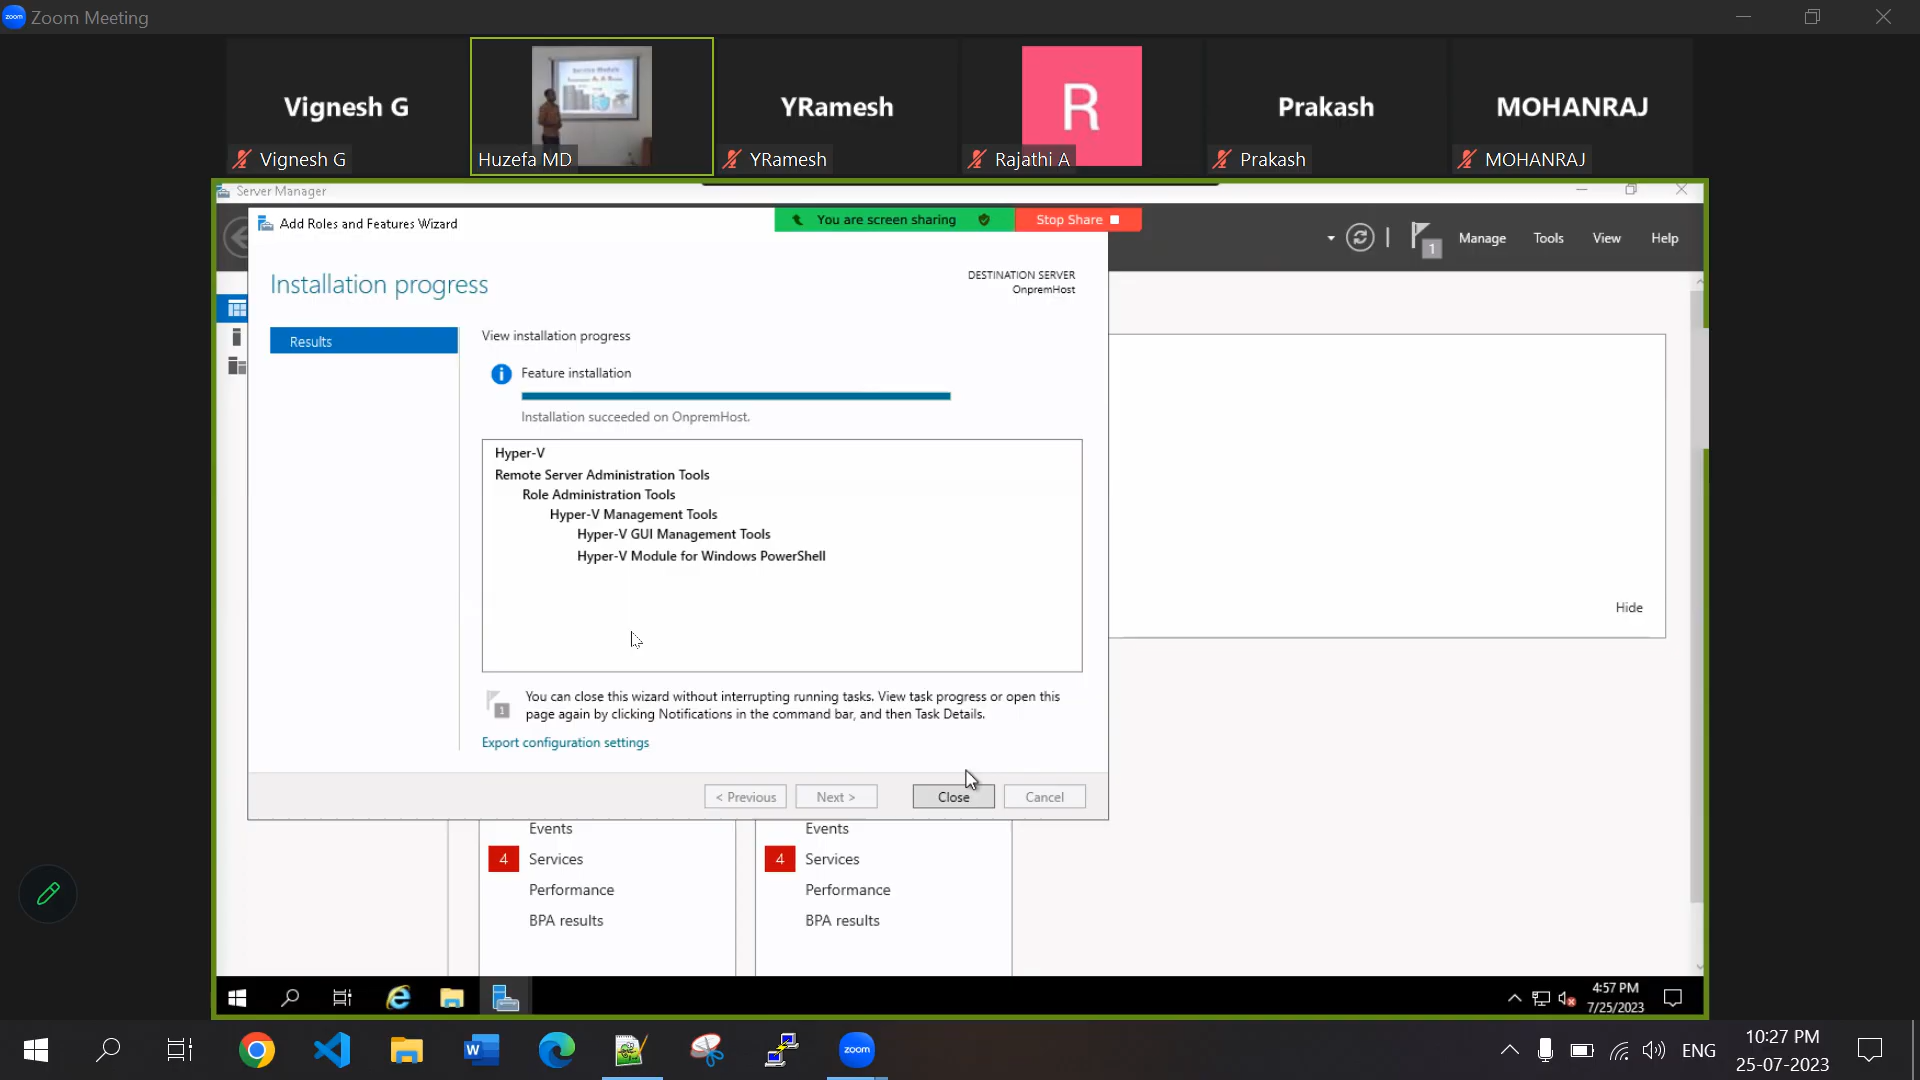 zoom Zoom Meeting
Vignesh G
Vignesh G
Huzefa MD
YRamesh
YRamesh
R
Rajathi A
Prakash
Prakash
MOHANRAJ
MOHANRAJ
Server Manager
Add Roles and Features Wizard
You are screen sharing
Stop Share
1
Manage
Tools
View
Help
Installation progress
DESTINATION SERVER
OnpremHost
Results
View installation progress
Feature installation
Installation succeeded on OnpremHost.
Hyper-V
Remote Server Administration Tools
Role Administration Tools
Hyper-V Management Tools
Hyper-V GUI Management Tools
Hyper-V Module for Windows PowerShell
Hide
1
You can close this wizard without interrupting running tasks. View task progress or open this
page again by clicking Notifications in the command bar, and then Task Details.
Export configuration settings
< Previous
Next >
Close
Cancel
Events
4 Services
Performance
BPA results
Events
4 Services
Performance
BPA results
4:57 PM
7/25/2023
W
zoom
ENG
10:27 PM
25-07-2023